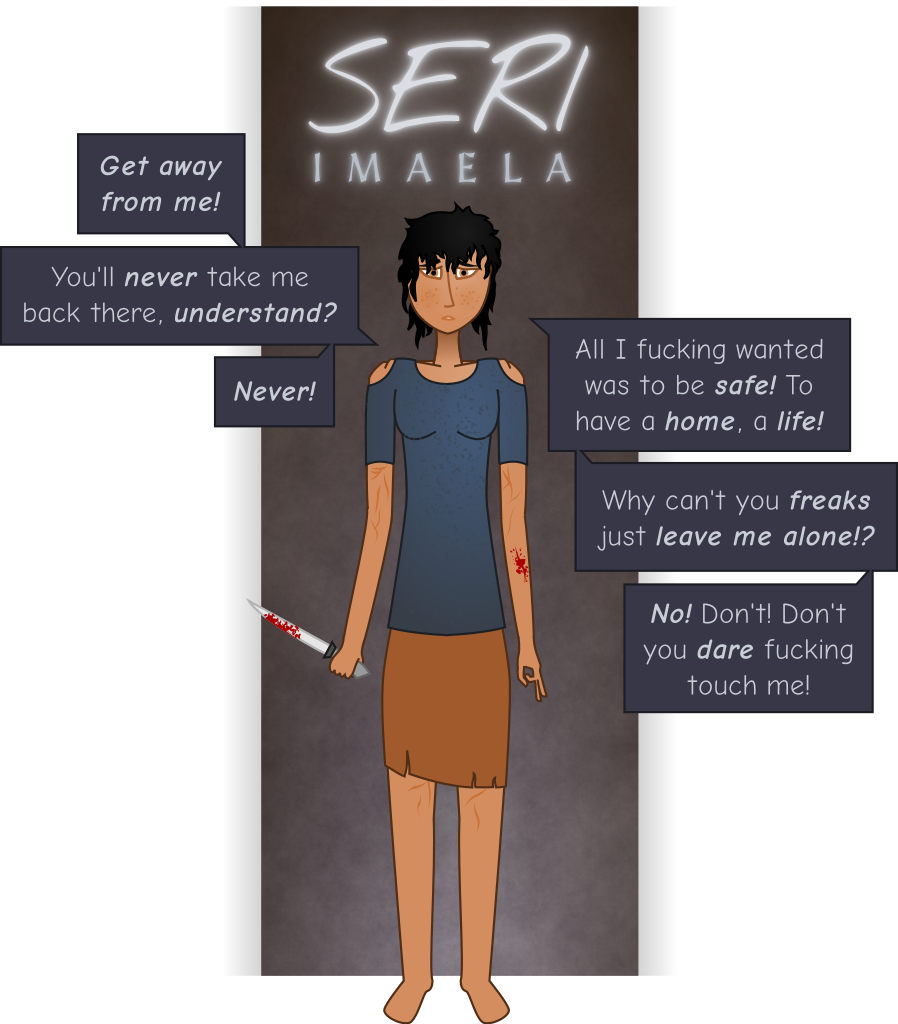 SERI
IMAELA
Get away
from me!
You'll never take me
back there, understand?
Never!
All I fucking wanted
was to be safe! To
have a home, a life!
Why can't you freaks
just leave me alone!?
No! Don't! Don't
you dare fucking
touch me!